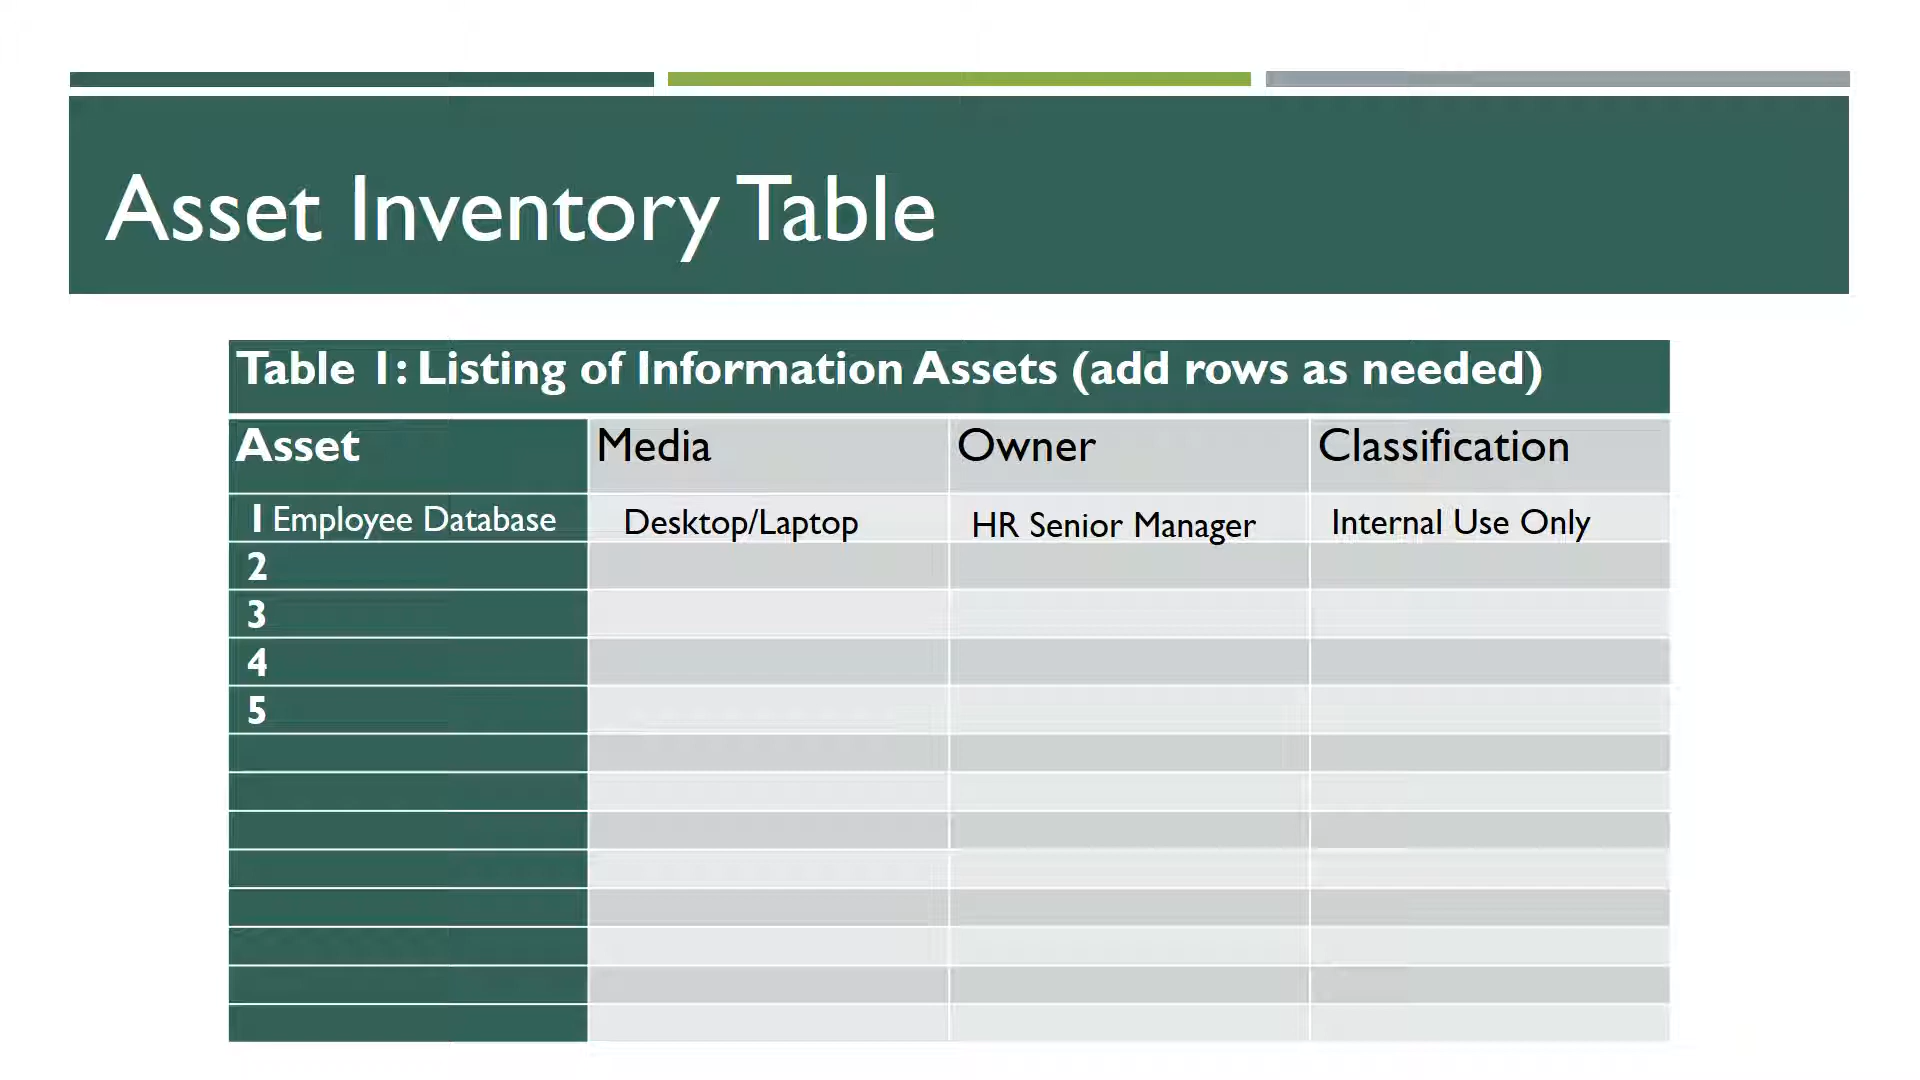 Asset Inventory Table
Table 1: Listing of Information Assets (add rows as needed)
Asset Media Owner Classification
1 Employee Database Desktop/Laptop HR Senior Manager Internal Use Only
2
3
4
5